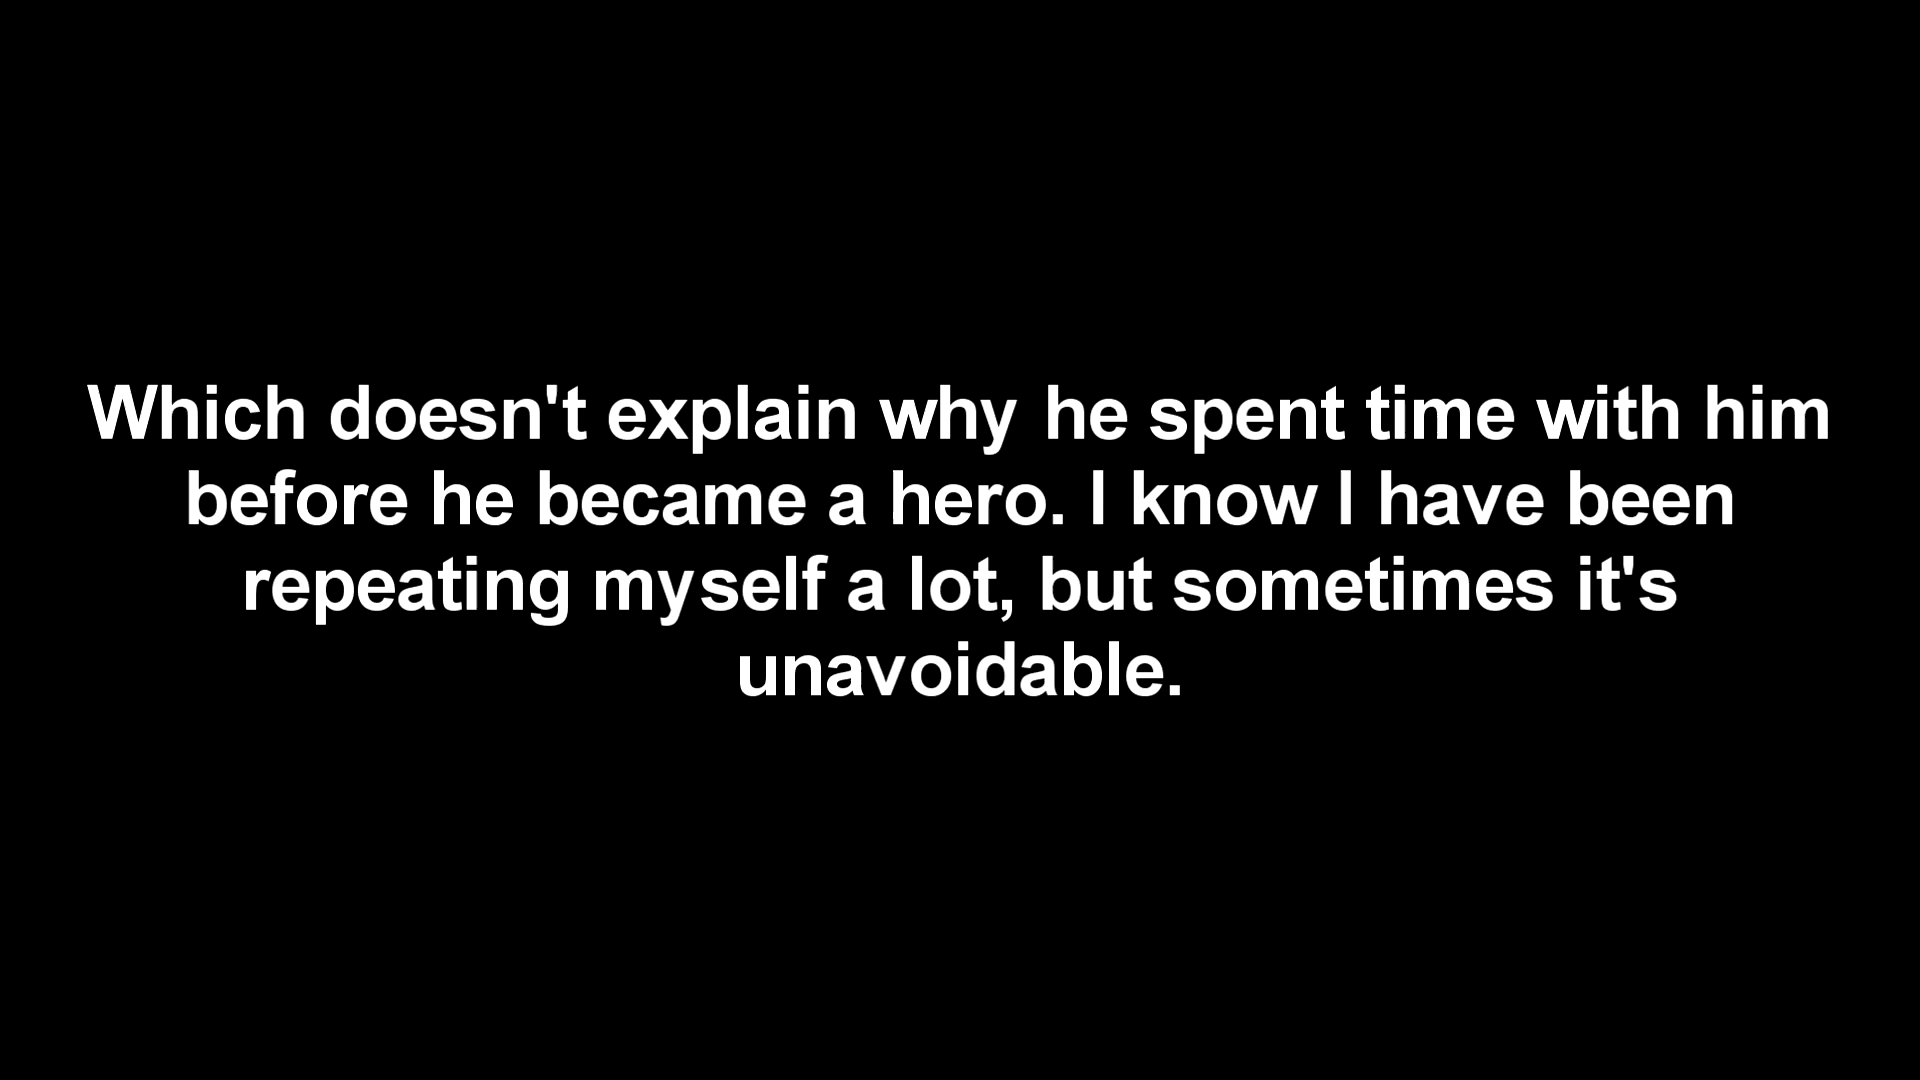 Which doesn't explain why he spent time with him
before he became a hero. I know I have been
repeating myself a lot, but sometimes it's
unavoidable.